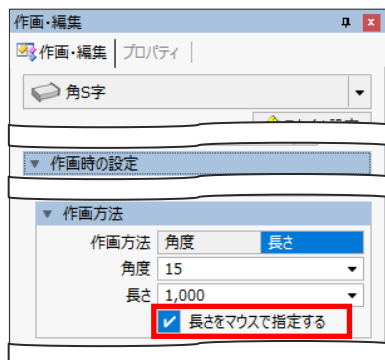 作画・編集
作画・編集 プロパティ
角S字
作画時の設定
作画方法
作画方法 角度 長さ
角度 15
長さ 1,000
長さをマウスで指定する